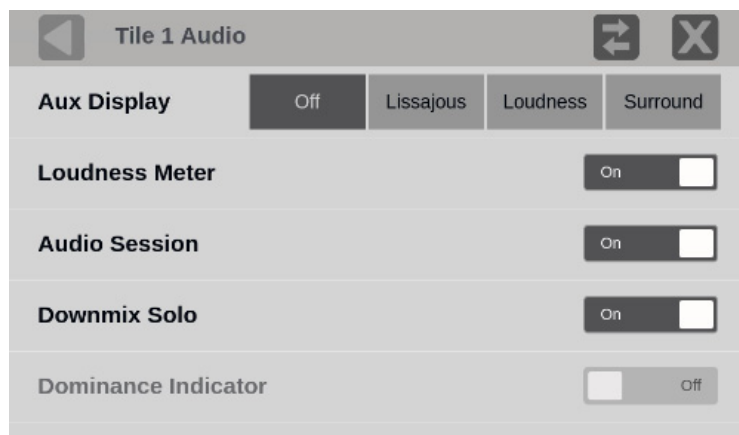 Tile 1 Audio
Aux Display Off Lissajous Loudness Surround
Loudness Meter On
Audio Session On
Downmix Solo On
Dominance Indicator Off